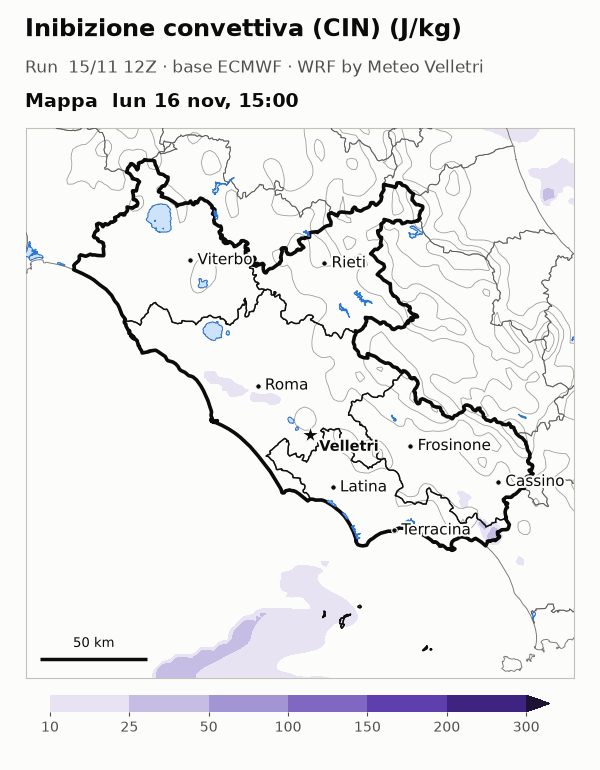 Inibizione convettiva (CIN) (J/kg)
Run  15/11 12Z · base ECMWF · WRF by Meteo Velletri
Mappa  lun 16 nov, 15:00
Viterbo
Rieti
Roma
Velletri
Frosinone
Cassino
Latina
Terracina
50 km
10 25 50 100 150 200 300